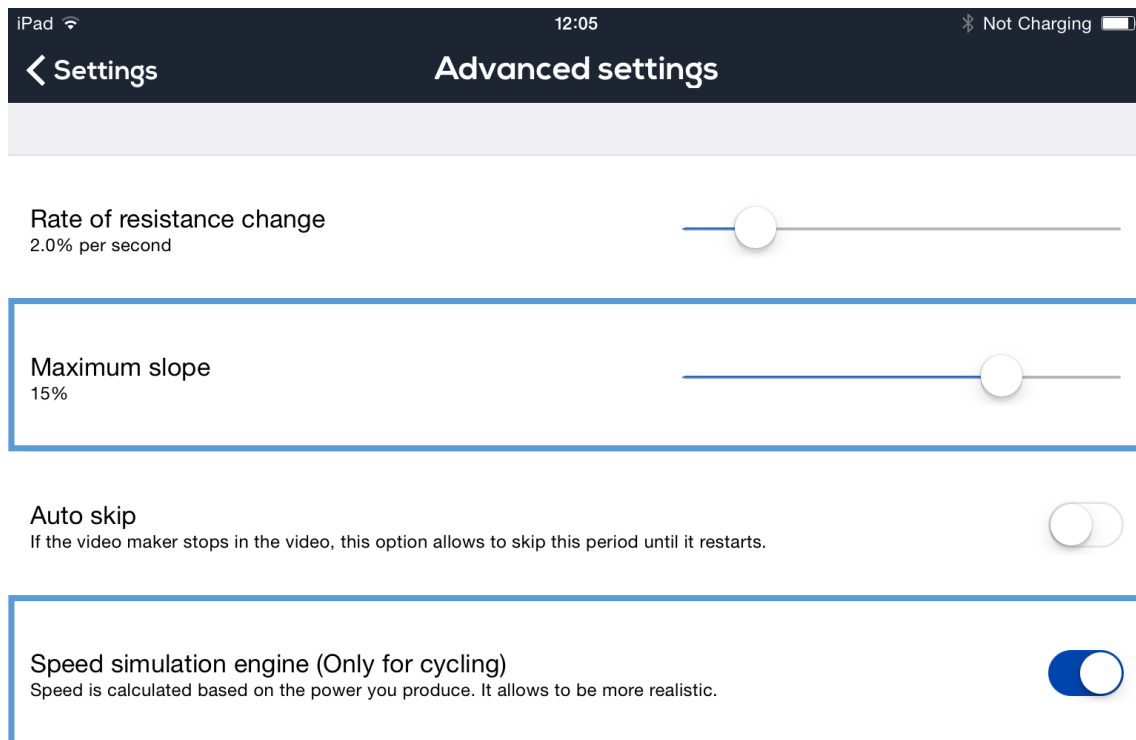 iPad 12:05 Not Charging
Settings Advanced settings
Rate of resistance change
2.0% per second
Maximum slope
15%
Auto skip
If the video maker stops in the video, this option allows to skip this period until it restarts.
Speed simulation engine (Only for cycling)
Speed is calculated based on the power you produce. It allows to be more realistic.